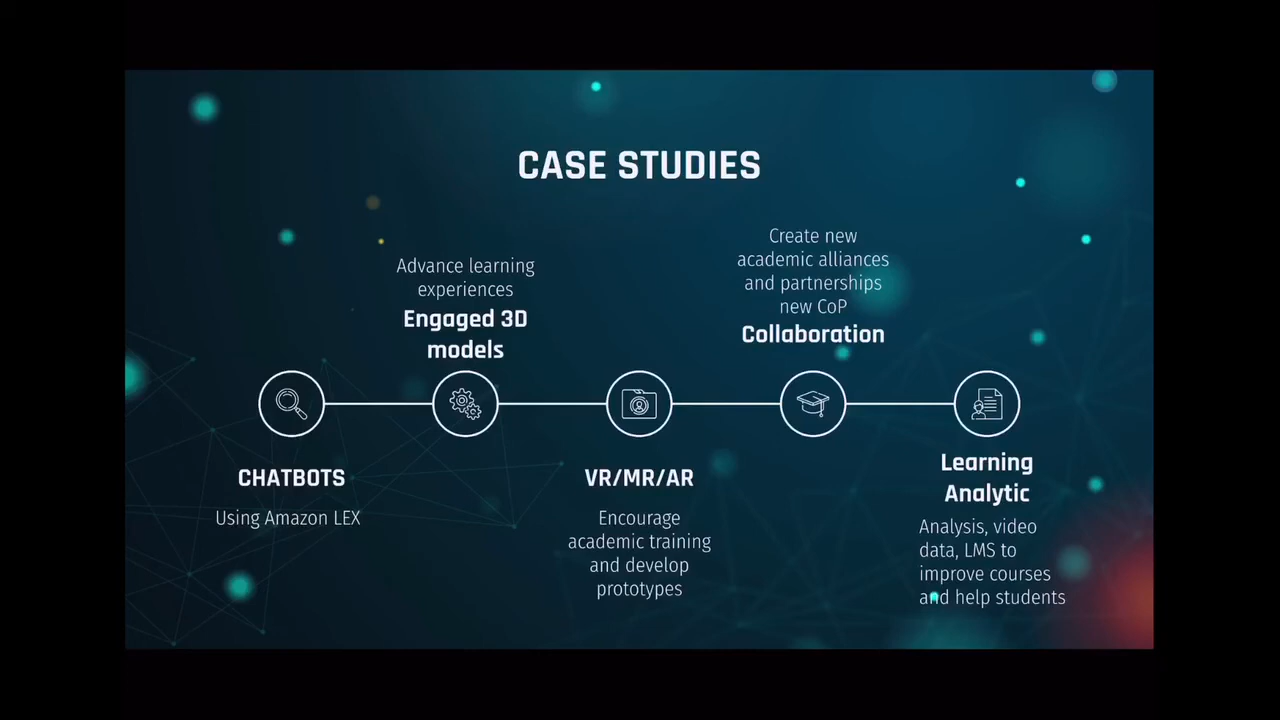 CASE STUDIES
CHATBOTS
Using Amazon LEX
Advance learning
experiences
Engaged 3D
models
VR/MR/AR
Encourage
academic training
and develop
prototypes
Create new
academic alliances
and partnerships
new CoP
Collaboration
Learning
Analytic
Analysis, video
data, LMS to
improve courses
and help students